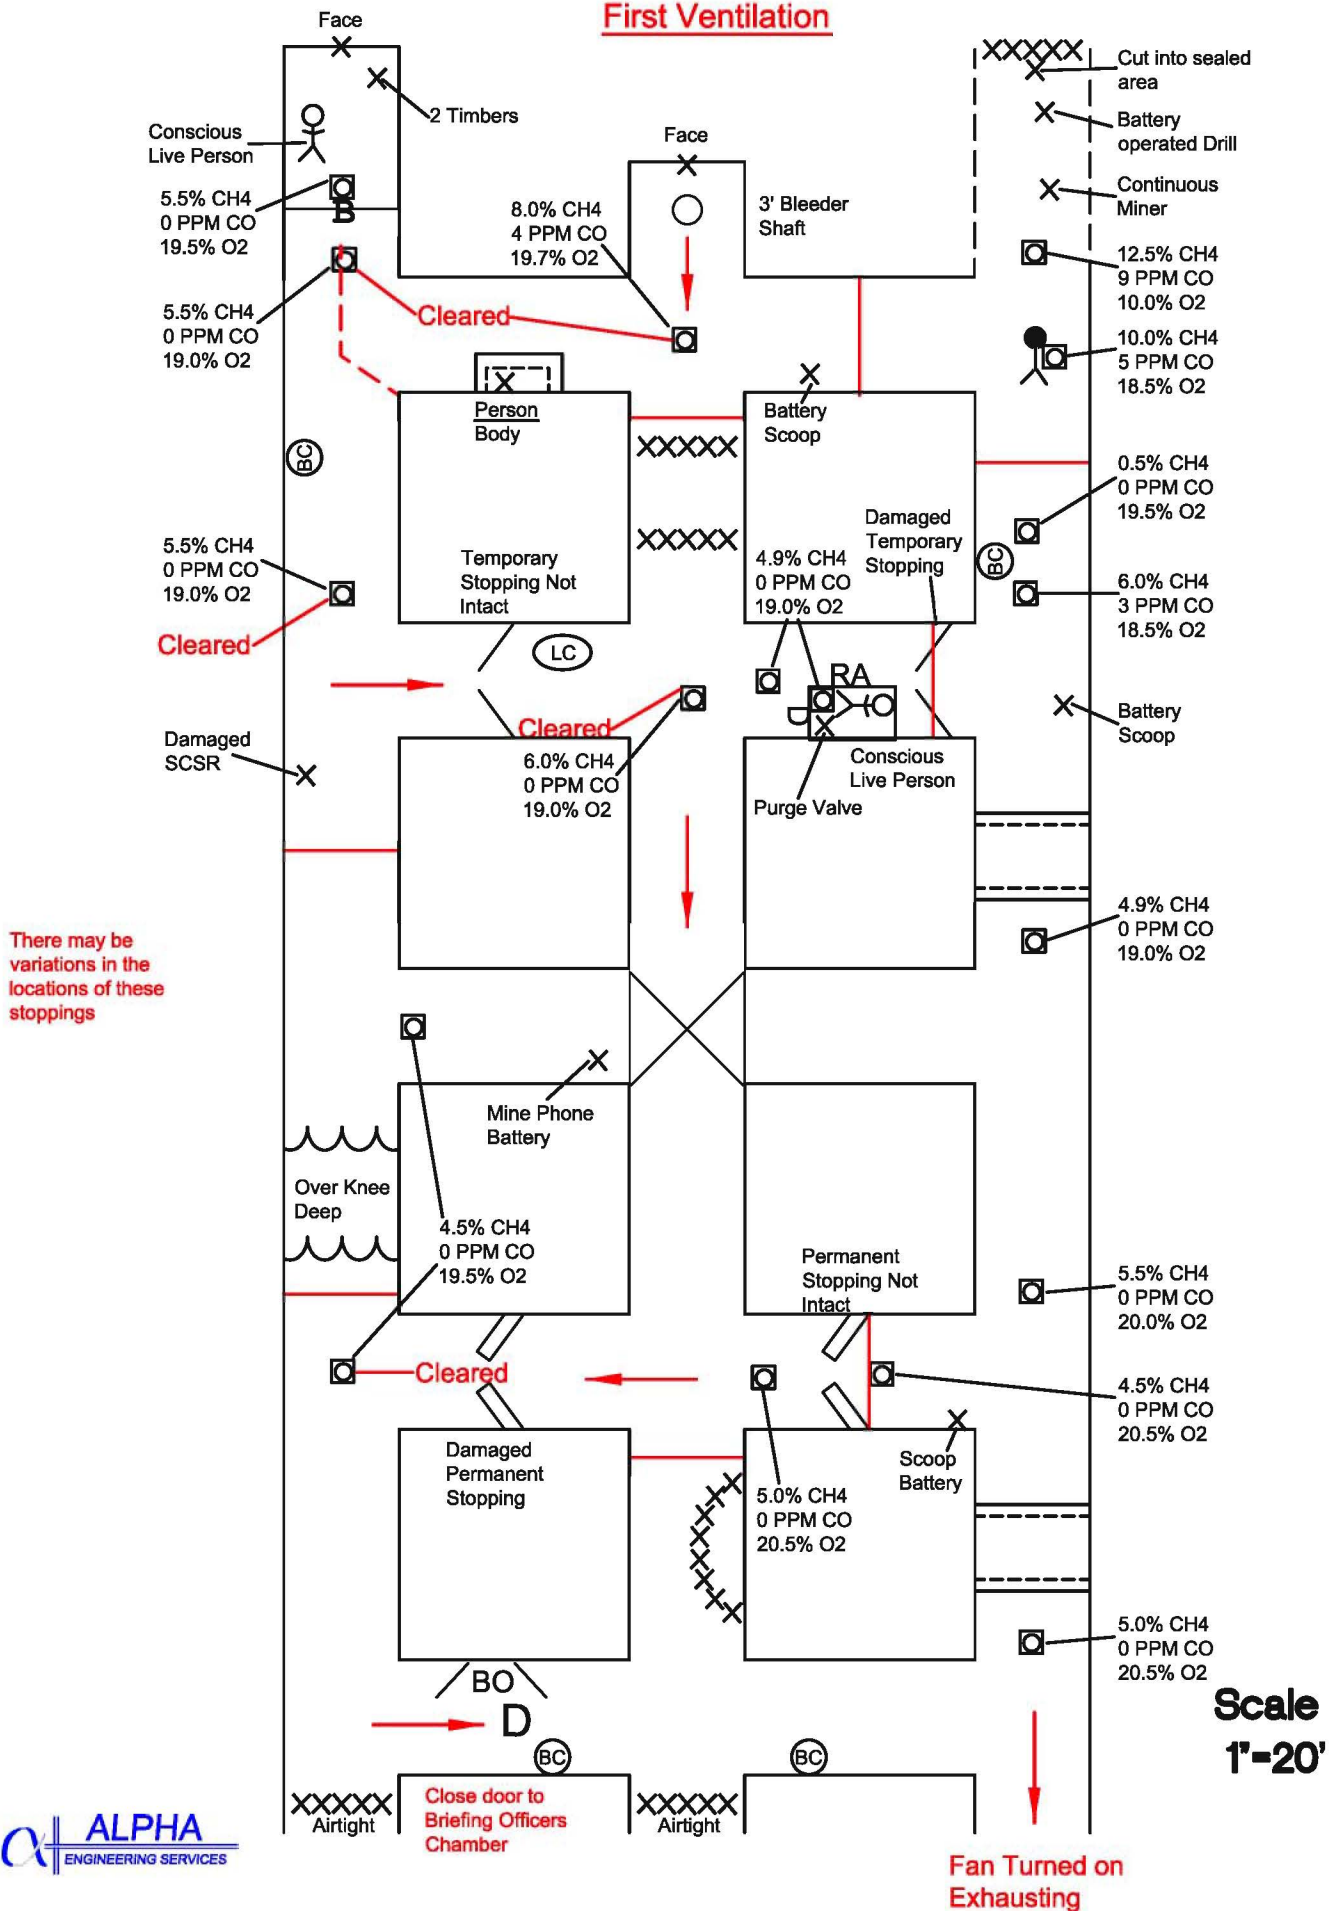 First Ventilation
Face
2 Timbers
Conscious
Live Person
5.5% CH4
0 PPM CO
19.5% O2
B
5.5% CH4
0 PPM CO
19.0% O2
Cleared
Face
8.0% CH4
4 PPM CO
19.7% O2
3' Bleeder
Shaft
Cut into sealed
area
Battery
operated Drill
Continuous
Miner
12.5% CH4
9 PPM CO
10.0% O2
10.0% CH4
5 PPM CO
18.5% O2
Person
Body
Battery
Scoop
BC
XXXXX
XXXXX
0.5% CH4
0 PPM CO
19.5% O2
Damaged
Temporary
Stopping
BC
Temporary
Stopping Not
Intact
4.9% CH4
0 PPM CO
19.0% O2
5.5% CH4
0 PPM CO
19.0% O2
Cleared
6.0% CH4
3 PPM CO
18.5% O2
LC
RA
D
Cleared
6.0% CH4
0 PPM CO
19.0% O2
Conscious
Live Person
Purge Valve
Battery
Scoop
Damaged
SCSR
There may be
variations in the
locations of these
stoppings
4.9% CH4
0 PPM CO
19.0% O2
Mine Phone
Battery
Over Knee
Deep
4.5% CH4
0 PPM CO
19.5% O2
Permanent
Stopping Not
Intact
5.5% CH4
0 PPM CO
20.0% O2
Cleared
4.5% CH4
0 PPM CO
20.5% O2
Damaged
Permanent
Stopping
Scoop
Battery
5.0% CH4
0 PPM CO
20.5% O2
5.0% CH4
0 PPM CO
20.5% O2
BO
D
BC
BC
Scale
1"=20'
XXXXX
Airtight
Close door to
Briefing Officers
Chamber
XXXXX
Airtight
ALPHA
ENGINEERING SERVICES
Fan Turned on
Exhausting